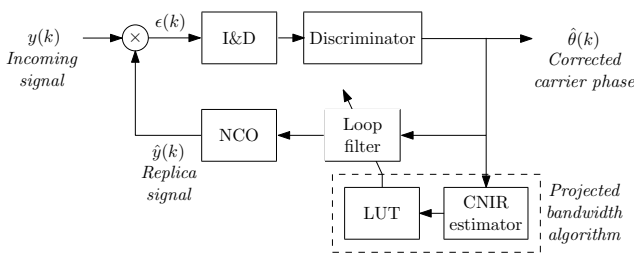 y(k)
Incoming
signal
×
ϵ(k)
I&D
Discriminator
θ̂(k)
Corrected
carrier phase
NCO
Loop
filter
ŷ(k)
Replica
signal
LUT
CNIR
estimator
Projected
bandwidth
algorithm